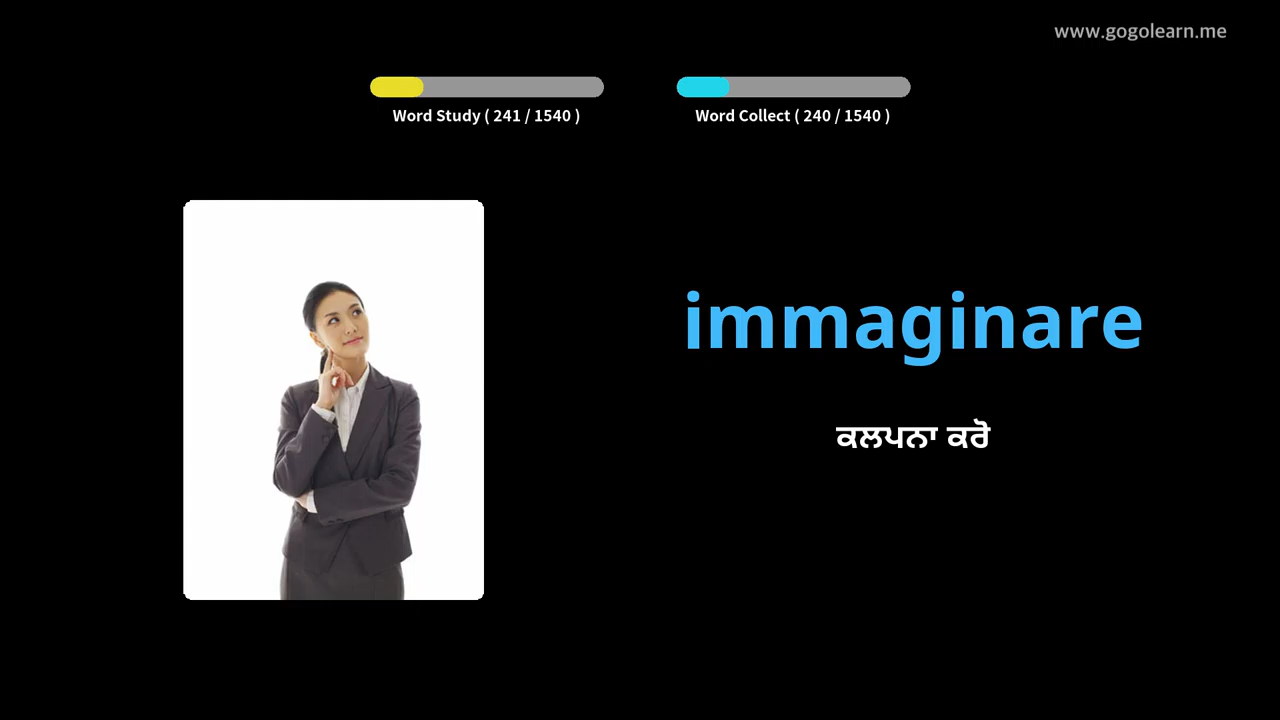 www.gogolearn.me
Word Study ( 241 / 1540 )
Word Collect ( 240 / 1540 )
immaginare
ਕਲਪਨਾ ਕਰੋ